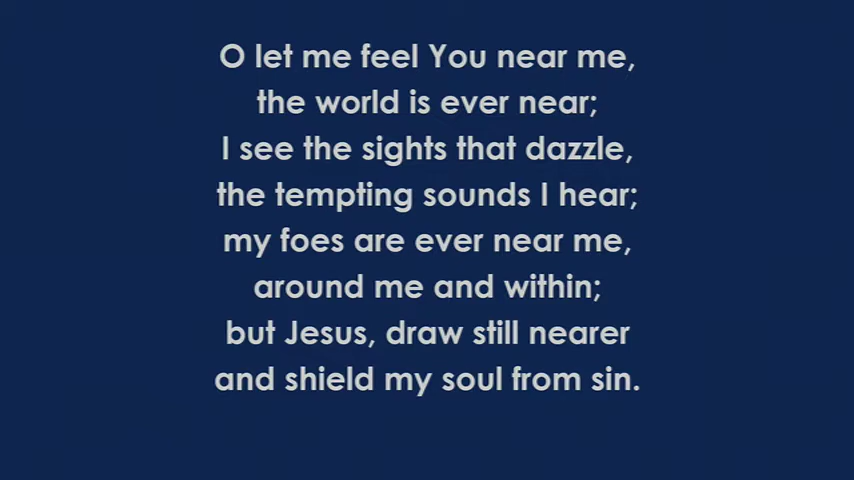 O let me feel You near me,
the world is ever near;
I see the sights that dazzle,
the tempting sounds I hear;
my foes are ever near me,
around me and within;
but Jesus, draw still nearer
and shield my soul from sin.